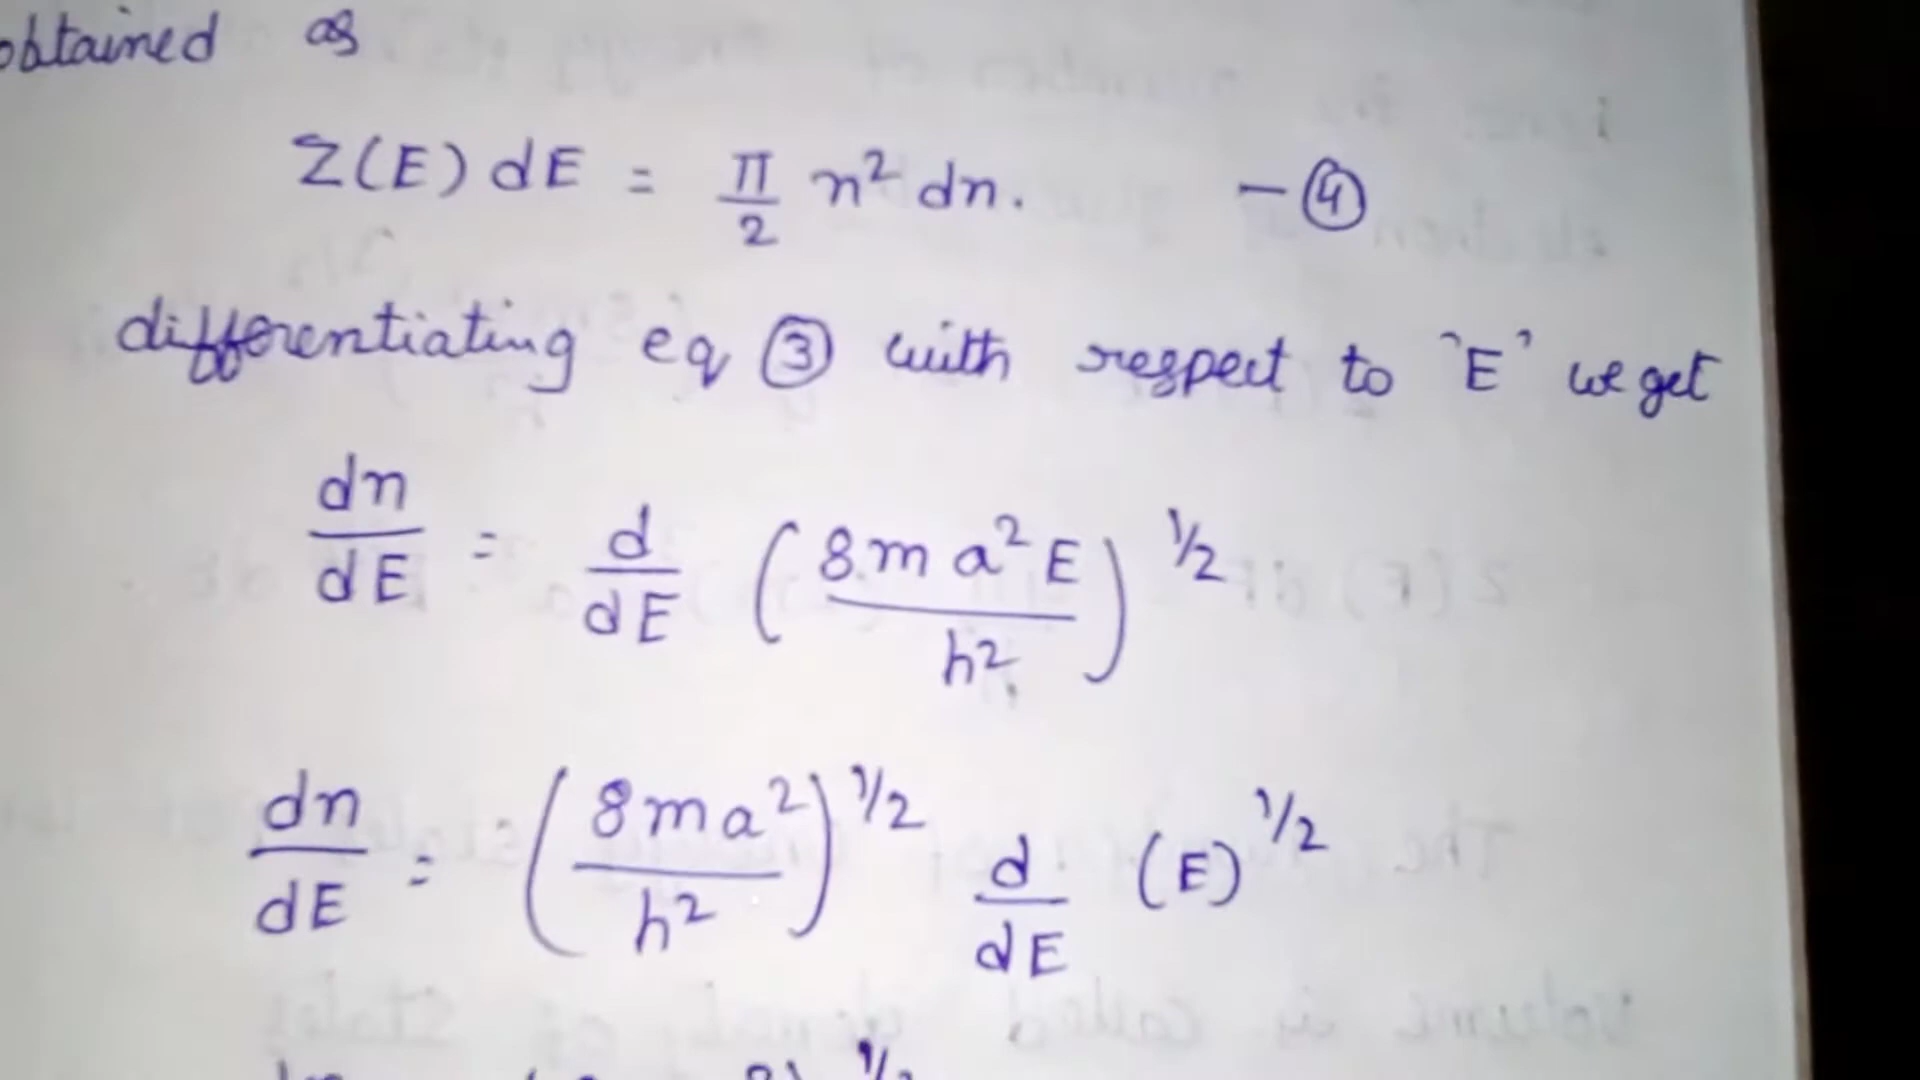 obtained as
Z(E) dE = π/2 n² dn. — ④
differentiating eq ③ with respect to `E' we get
dn/dE = d/dE (8ma²E/h²)^1/2
dn/dE = (8ma²/h²)^1/2 d/dE (E)^1/2